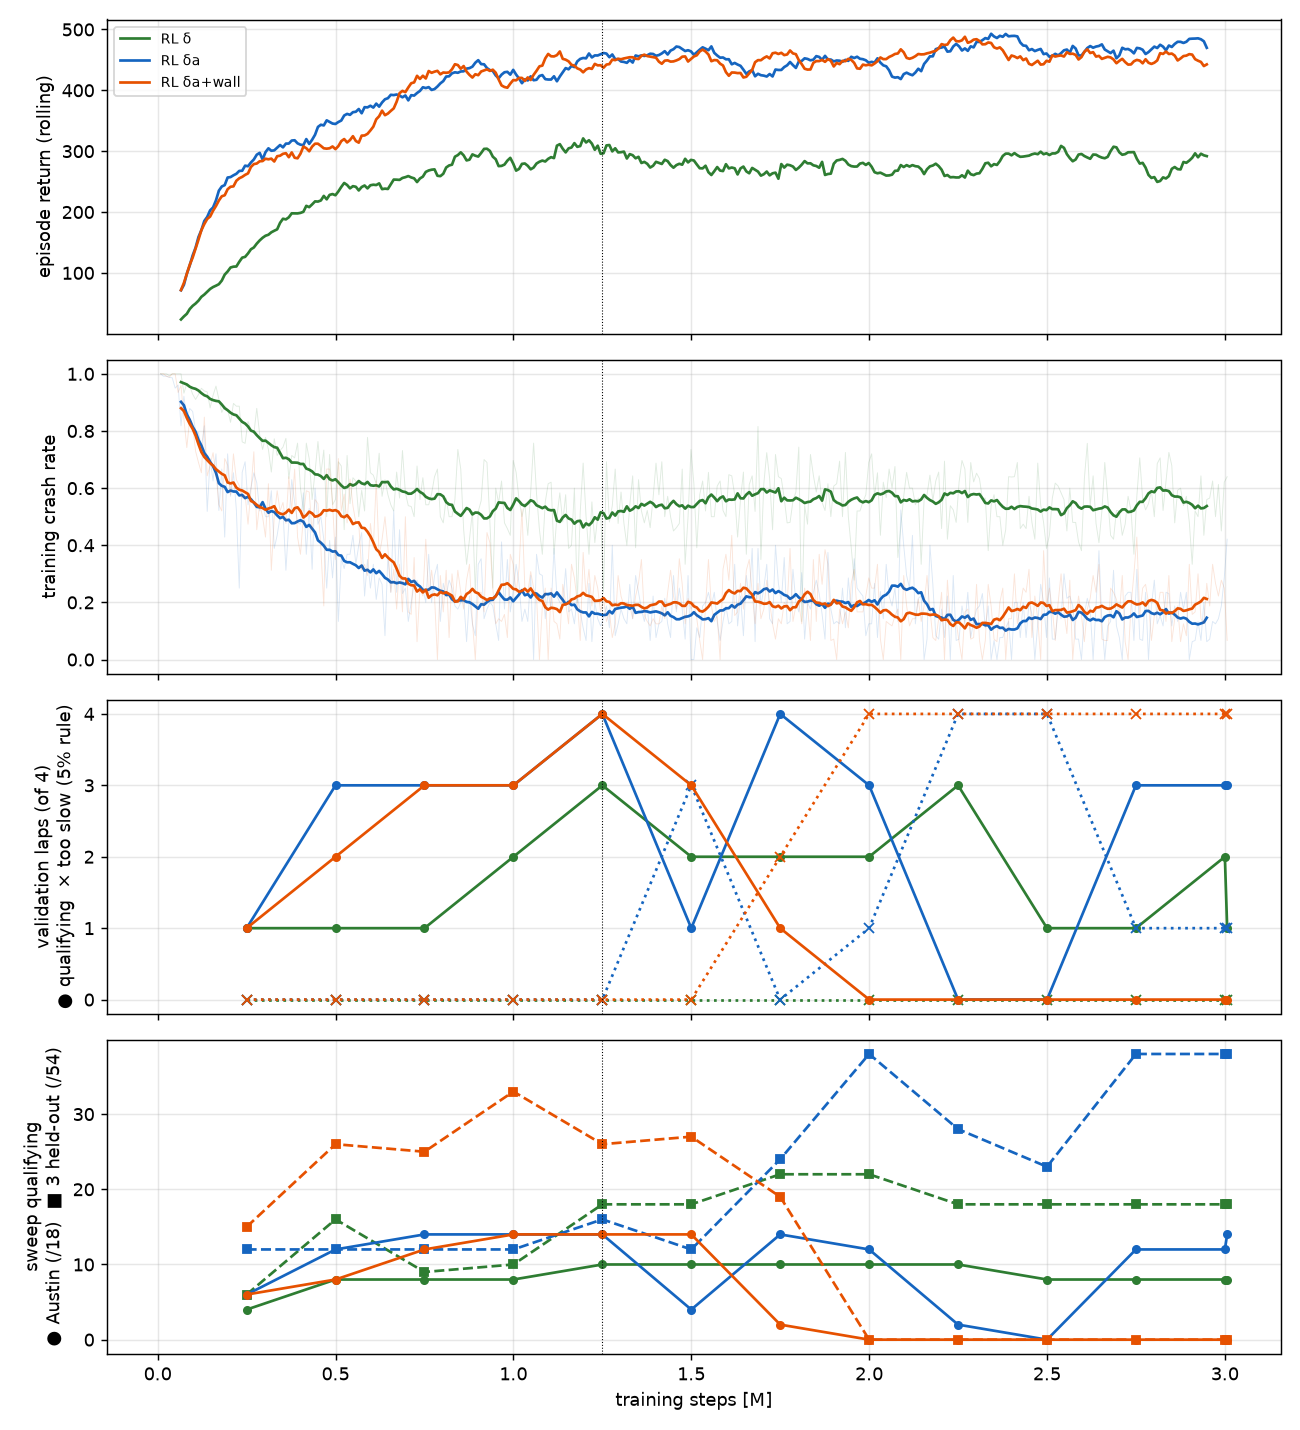 500
400
300
200
100
episode return (rolling)
RL δ
RL δa
RL δa+wall
1.0
0.8
0.6
0.4
0.2
0.0
training crash rate
4
3
2
1
0
validation laps (of 4)
● qualifying × too slow (5% rule)
30
20
10
0
sweep qualifying
● Austin (/18) ■ 3 held-out (/54)
0.0 0.5 1.0 1.5 2.0 2.5 3.0
training steps [M]